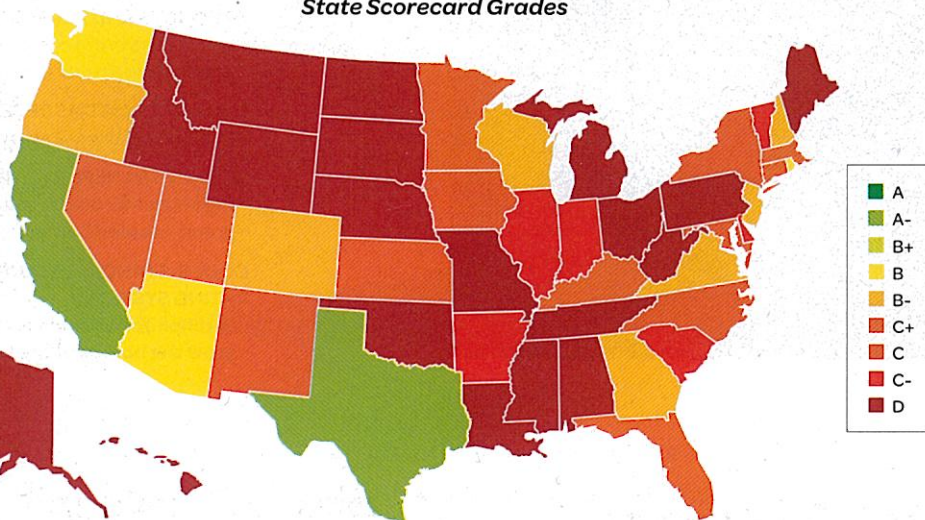 State Scorecard Grades
A
A-
B+
B
B-
C+
C
C-
D